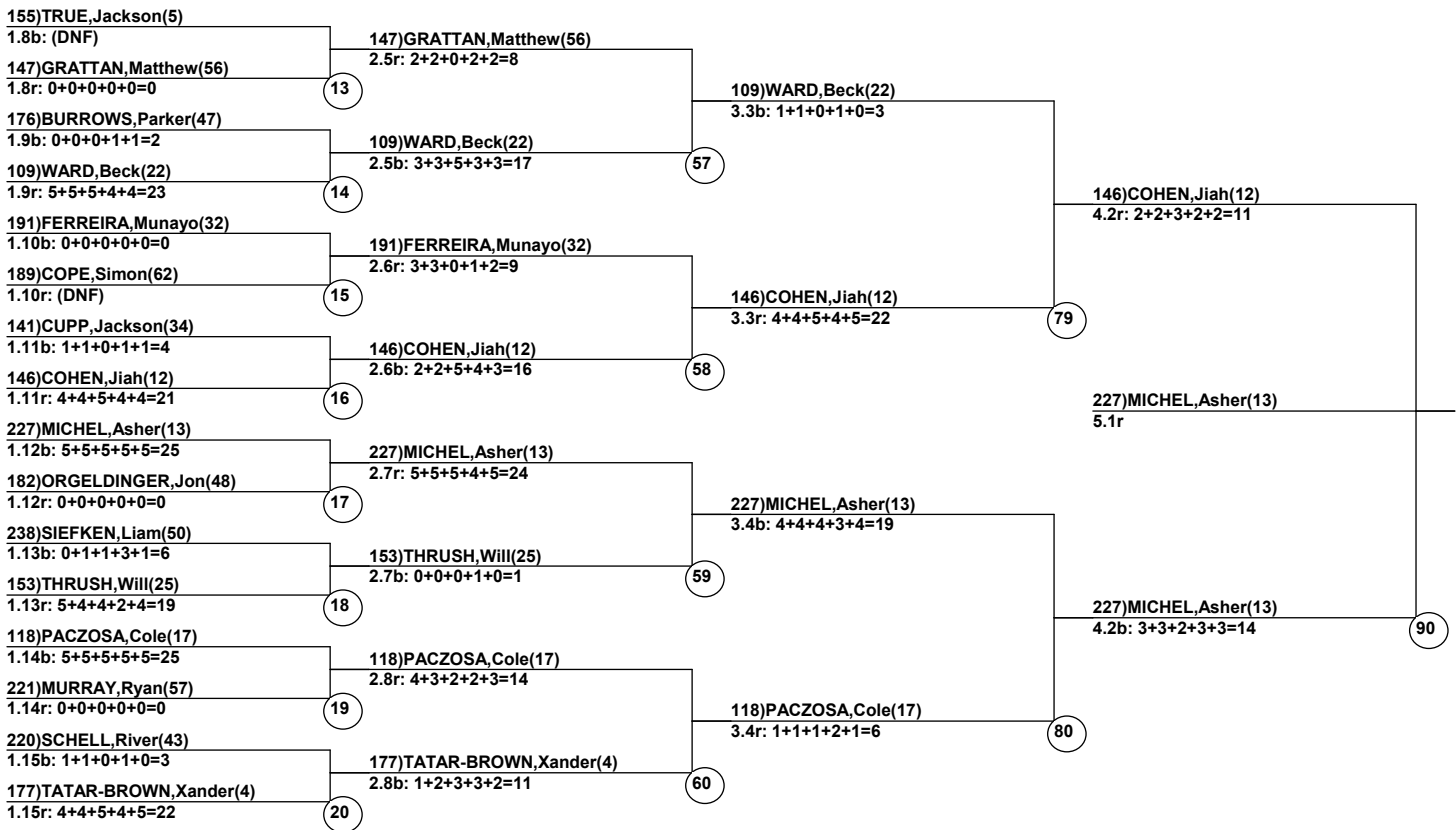 155)TRUE,Jackson(5)
1.8b: (DNF)
147)GRATTAN,Matthew(56)
1.8r: 0+0+0+0+0=0
13
176)BURROWS,Parker(47)
1.9b: 0+0+0+1+1=2
109)WARD,Beck(22)
1.9r: 5+5+5+4+4=23
14
191)FERREIRA,Munayo(32)
1.10b: 0+0+0+0+0=0
189)COPE,Simon(62)
1.10r: (DNF)
15
141)CUPP,Jackson(34)
1.11b: 1+1+0+1+1=4
146)COHEN,Jiah(12)
1.11r: 4+4+5+4+4=21
16
227)MICHEL,Asher(13)
1.12b: 5+5+5+5+5=25
182)ORGELDINGER,Jon(48)
1.12r: 0+0+0+0+0=0
17
238)SIEFKEN,Liam(50)
1.13b: 0+1+1+3+1=6
153)THRUSH,Will(25)
1.13r: 5+4+4+2+4=19
18
118)PACZOSA,Cole(17)
1.14b: 5+5+5+5+5=25
221)MURRAY,Ryan(57)
1.14r: 0+0+0+0+0=0
19
220)SCHELL,River(43)
1.15b: 1+1+0+1+0=3
177)TATAR-BROWN,Xander(4)
1.15r: 4+4+5+4+5=22
20
147)GRATTAN,Matthew(56)
2.5r: 2+2+0+2+2=8
109)WARD,Beck(22)
2.5b: 3+3+5+3+3=17
57
191)FERREIRA,Munayo(32)
2.6r: 3+3+0+1+2=9
146)COHEN,Jiah(12)
2.6b: 2+2+5+4+3=16
58
227)MICHEL,Asher(13)
2.7r: 5+5+5+4+5=24
153)THRUSH,Will(25)
2.7b: 0+0+0+1+0=1
59
118)PACZOSA,Cole(17)
2.8r: 4+3+2+2+3=14
177)TATAR-BROWN,Xander(4)
2.8b: 1+2+3+3+2=11
60
109)WARD,Beck(22)
3.3b: 1+1+0+1+0=3
146)COHEN,Jiah(12)
3.3r: 4+4+5+4+5=22
79
227)MICHEL,Asher(13)
3.4b: 4+4+4+3+4=19
118)PACZOSA,Cole(17)
3.4r: 1+1+1+2+1=6
80
146)COHEN,Jiah(12)
4.2r: 2+2+3+2+2=11
227)MICHEL,Asher(13)
4.2b: 3+3+2+3+3=14
90
227)MICHEL,Asher(13)
5.1r